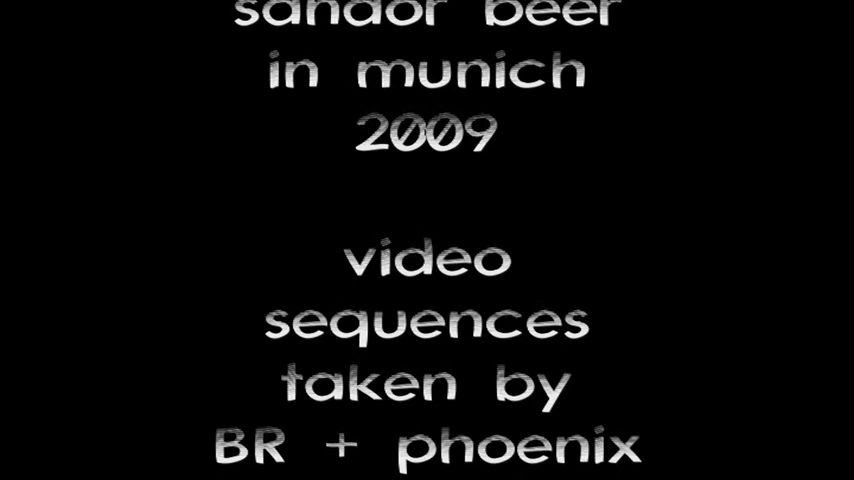 sandor beer
in munich
2009
video
sequences
taken by
BR + phoenix